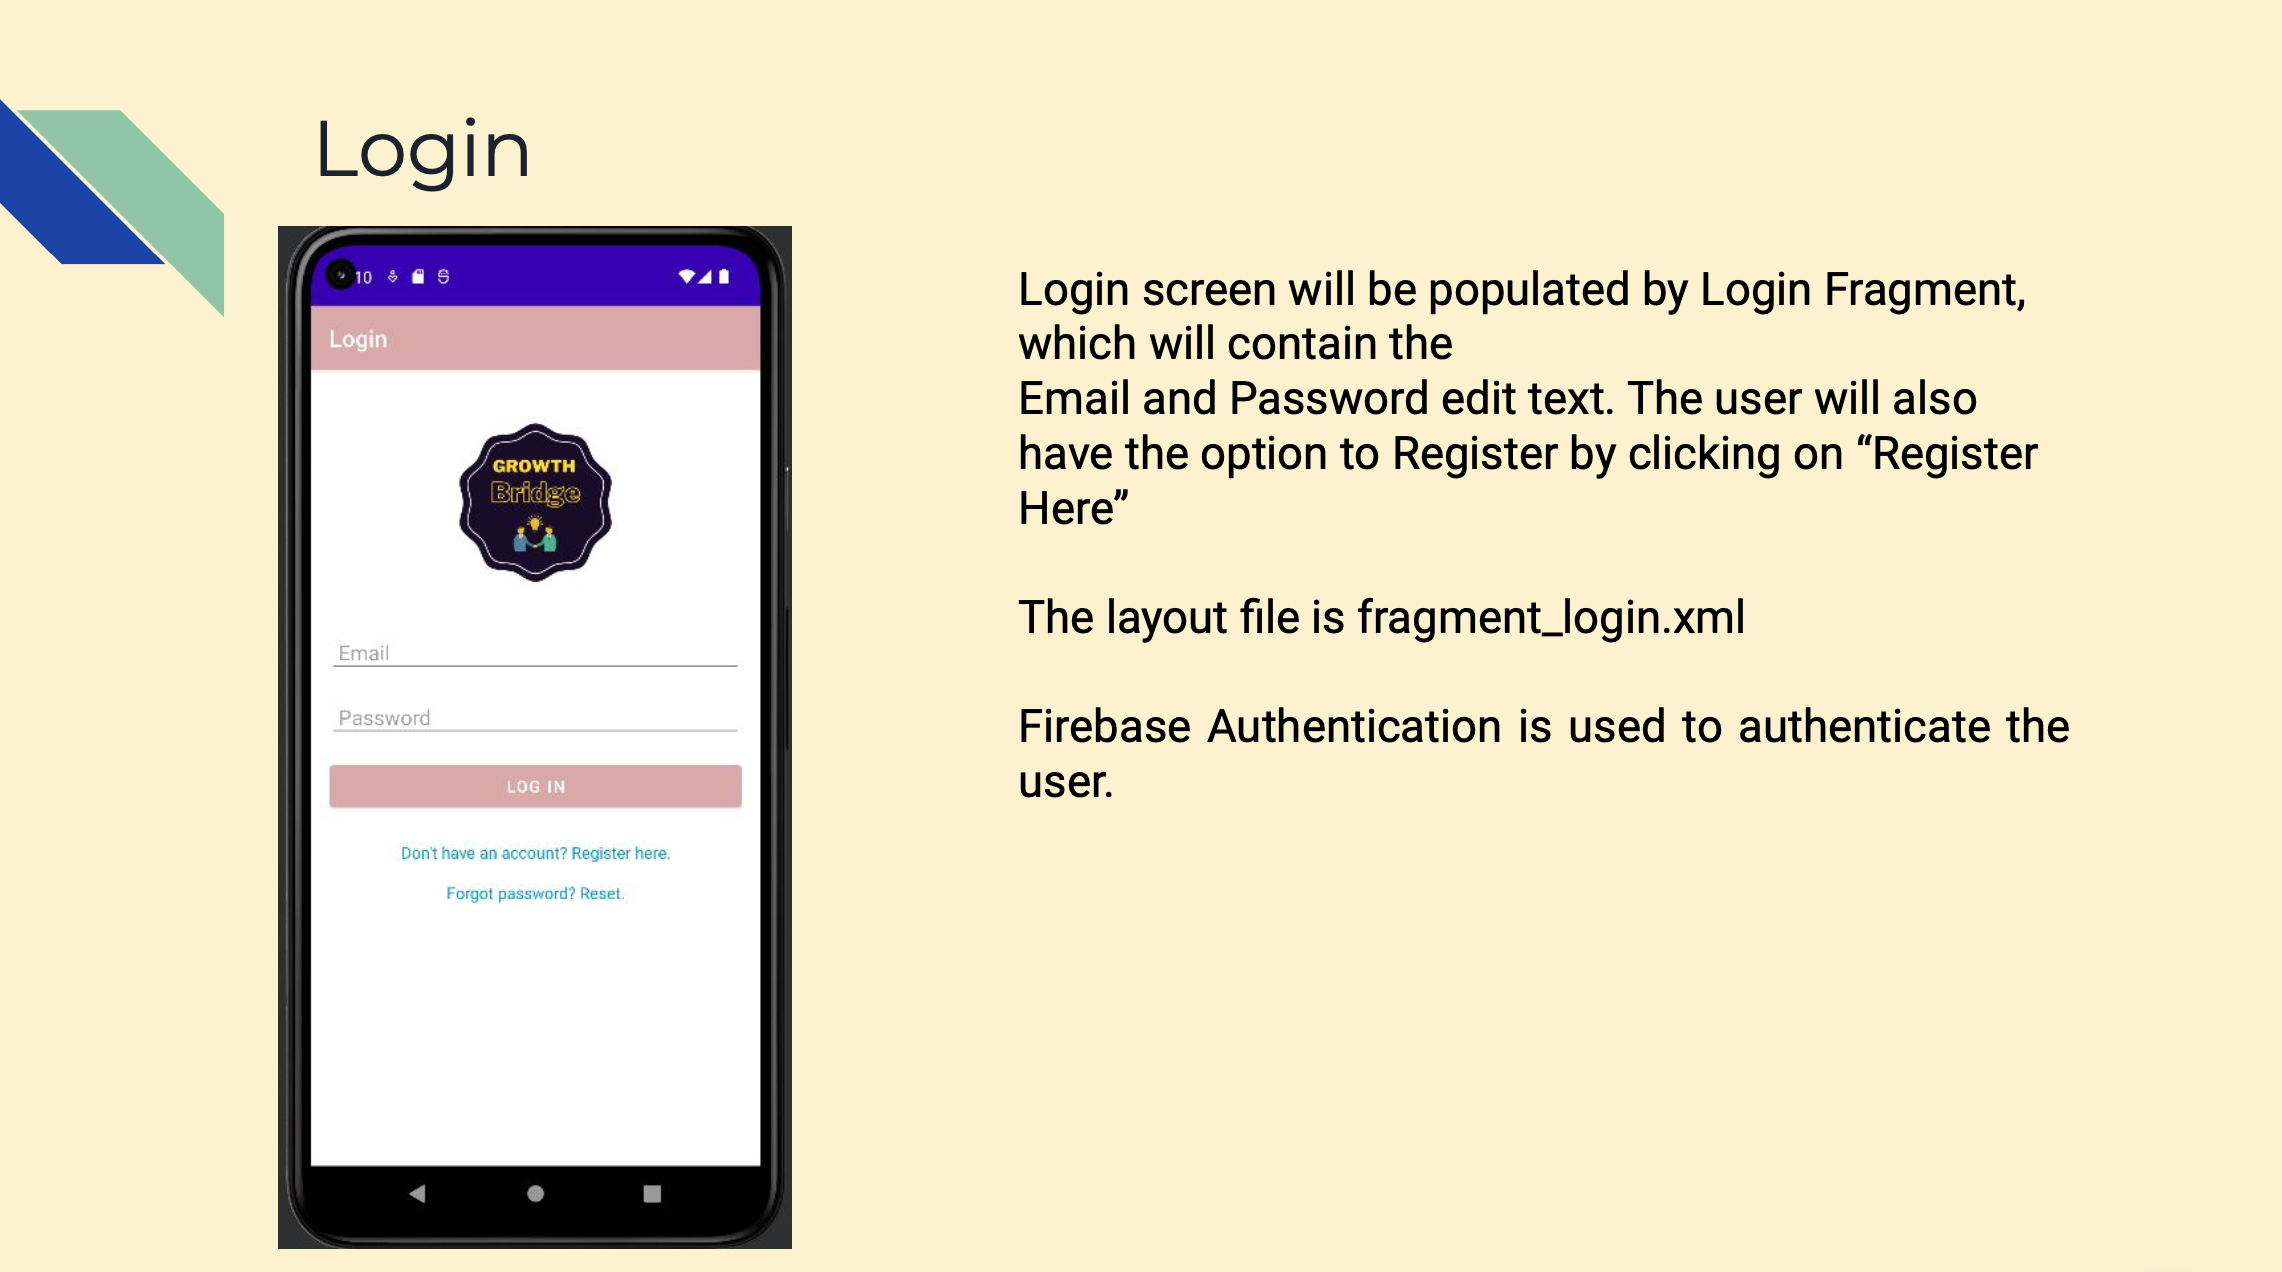 Login
10
Login
GROWTH
Bridge
Email
Password
LOG IN
Don't have an account? Register here.
Forgot password? Reset.
Login screen will be populated by Login Fragment,
which will contain the
Email and Password edit text. The user will also
have the option to Register by clicking on “Register
Here”
The layout file is fragment_login.xml
Firebase Authentication is used to authenticate the
user.